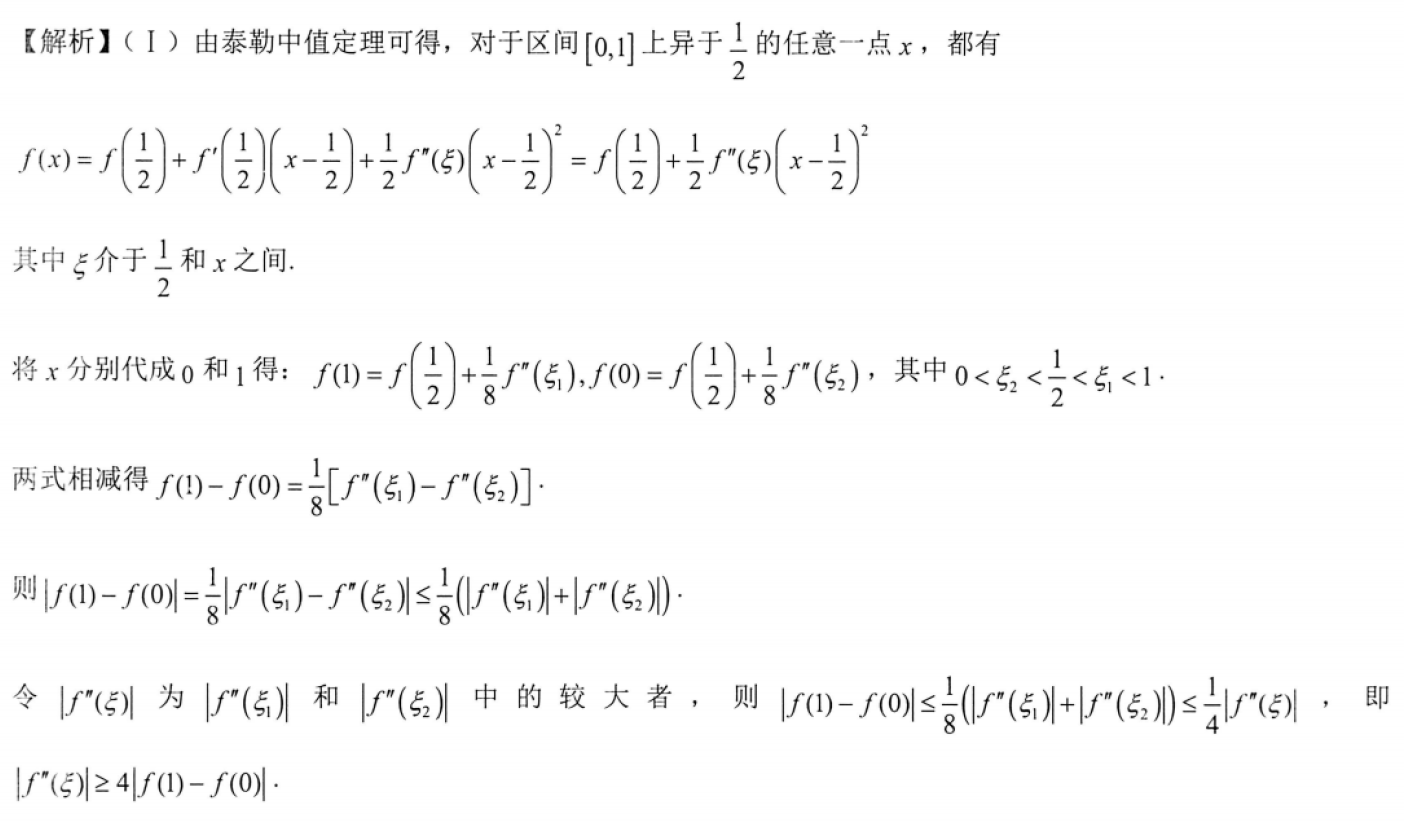 【解析】（Ⅰ）由泰勒中值定理可得，对于区间[0,1]上异于 1/2 的任意一点 x，都有
f(x) = f(1/2) + f′(1/2)(x − 1/2) + 1/2 f″(ξ)(x − 1/2)² = f(1/2) + 1/2 f″(ξ)(x − 1/2)²
其中 ξ 介于 1/2 和 x 之间.
将 x 分别代成 0 和 1 得： f(1) = f(1/2) + 1/8 f″(ξ₁), f(0) = f(1/2) + 1/8 f″(ξ₂)，其中 0 < ξ₂ < 1/2 < ξ₁ < 1.
两式相减得 f(1) − f(0) = 1/8 [f″(ξ₁) − f″(ξ₂)].
则 |f(1) − f(0)| = 1/8 |f″(ξ₁) − f″(ξ₂)| ≤ 1/8 (|f″(ξ₁)| + |f″(ξ₂)|).
令 |f″(ξ)| 为 |f″(ξ₁)| 和 |f″(ξ₂)| 中的较大者，则 |f(1) − f(0)| ≤ 1/8 (|f″(ξ₁)| + |f″(ξ₂)|) ≤ 1/4 |f″(ξ)|，即
|f″(ξ)| ≥ 4|f(1) − f(0)|.